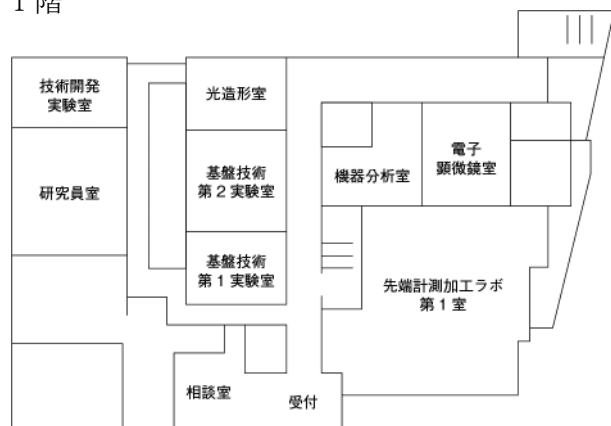 1階
技術開発
実験室
光造形室
研究員室
基盤技術
第2実験室
機器分析室
電子
顕微鏡室
基盤技術
第1実験室
先端計測加工ラボ
第1室
相談室
受付